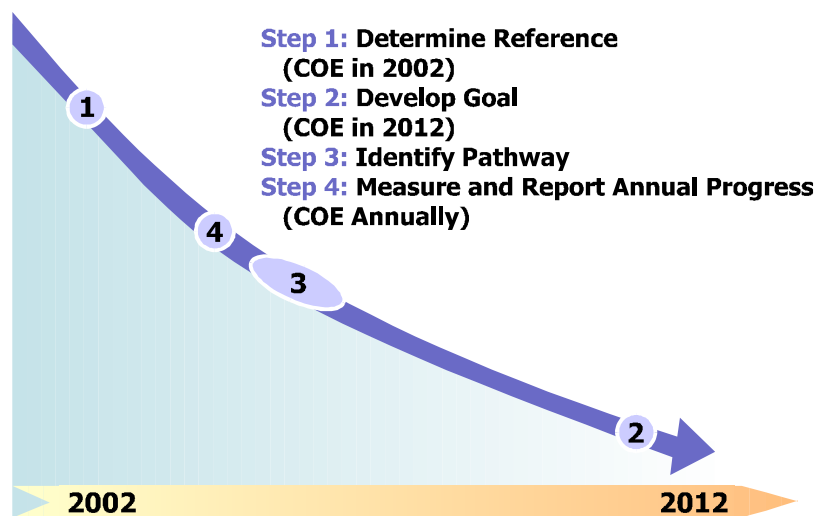 Step 1: Determine Reference
(COE in 2002)
Step 2: Develop Goal
(COE in 2012)
Step 3: Identify Pathway
Step 4: Measure and Report Annual Progress
(COE Annually)
1
4
3
2
2002
2012